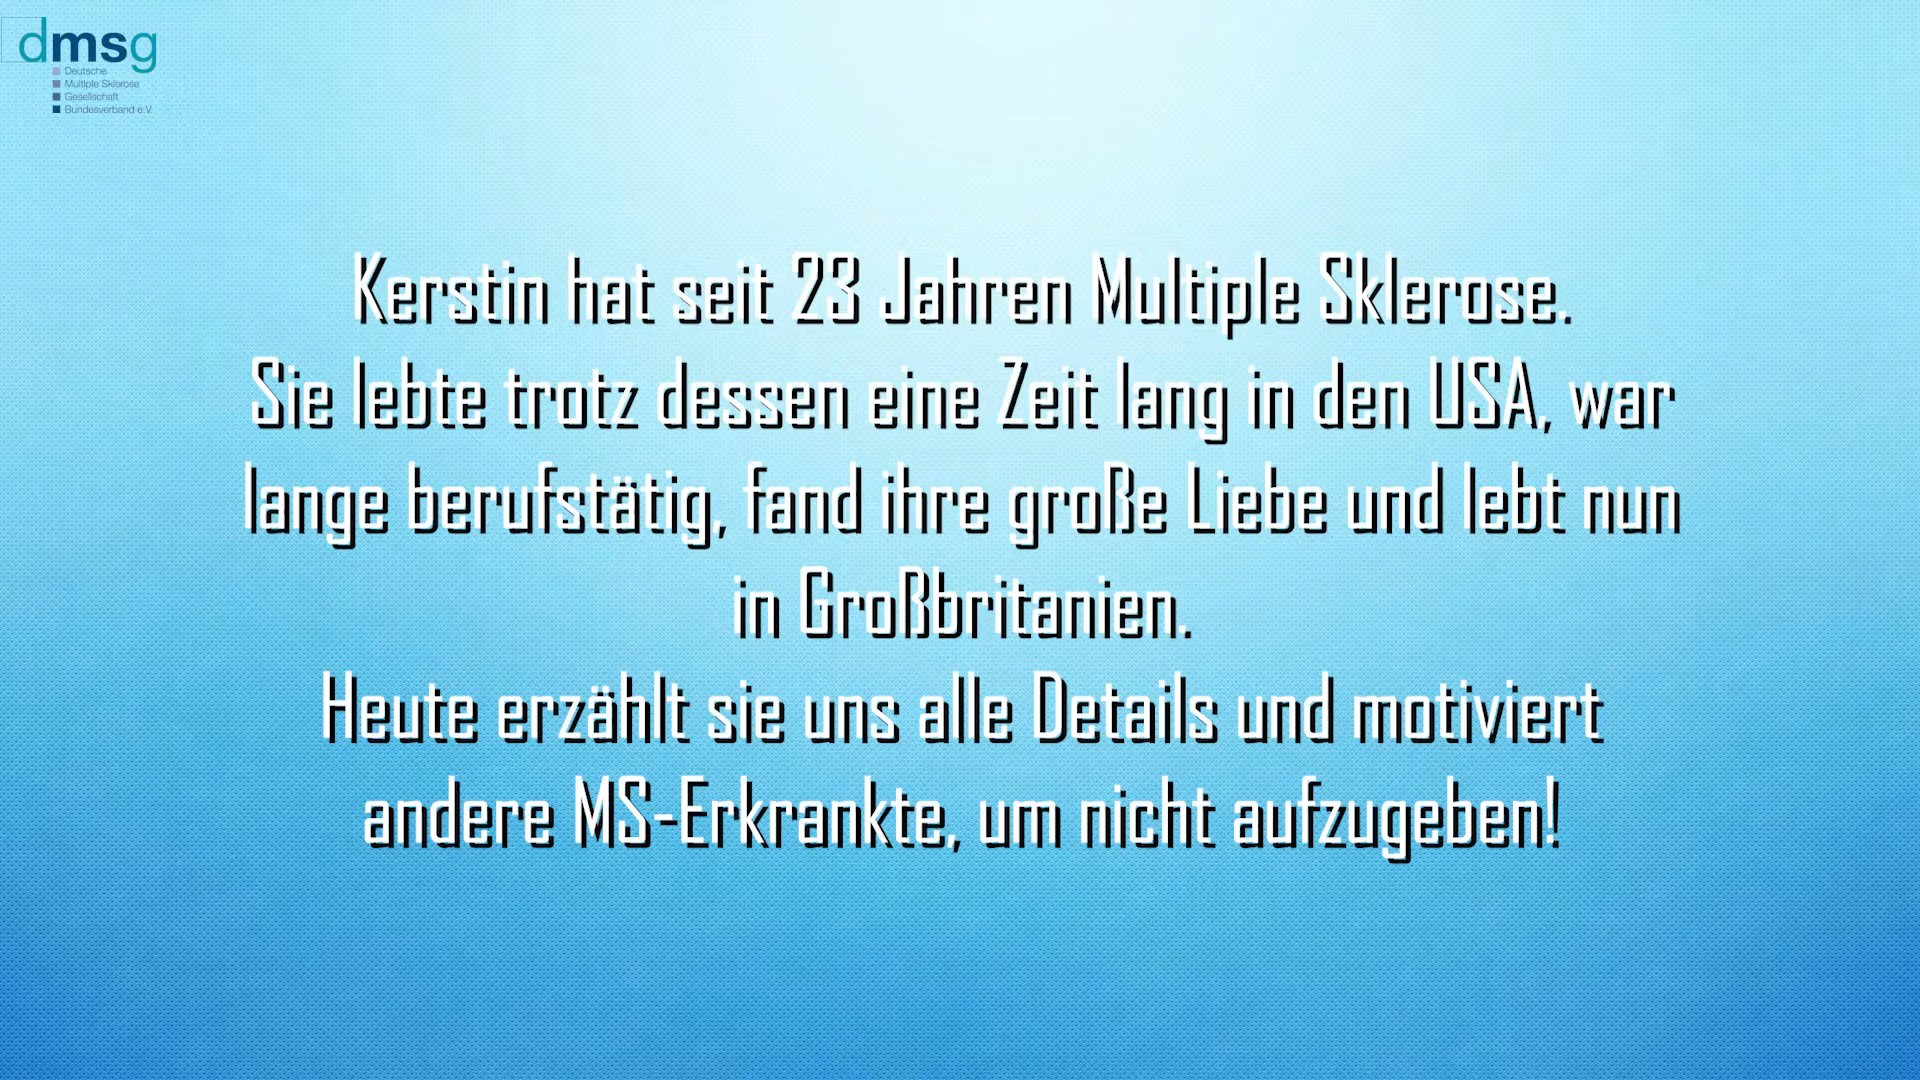 dmsg
Deutsche
Multiple Sklerose
Gesellschaft
Bundesverband e.V.
Kerstin hat seit 23 Jahren Multiple Sklerose.
Sie lebte trotz dessen eine Zeit lang in den USA, war
lange berufstätig, fand ihre große Liebe und lebt nun
in Großbritanien.
Heute erzählt sie uns alle Details und motiviert
andere MS-Erkrankte, um nicht aufzugeben!